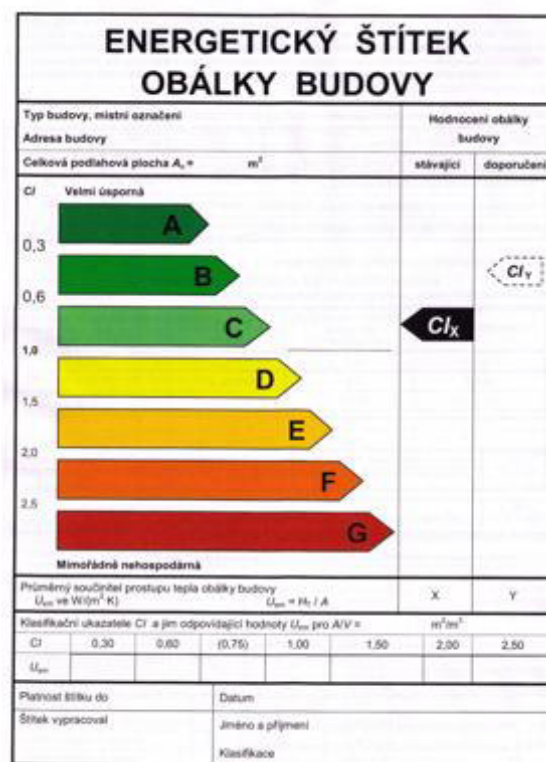 ENERGETICKÝ ŠTÍTEK
OBÁLKY BUDOVY
Typ budovy, místní označení
Adresa budovy
Hodnocení obálky
budovy
Celková podlahová plocha Ac = m²
stávající
doporučení
CI Velmi úsporná
A
0,3
B
CIY
0,6
C
CIX
1,0
D
1,5
E
2,0
F
2,5
G
Mimořádně nehospodárná
Průměrný součinitel prostupu tepla obálky budovy
Uem ve W/(m²·K) Uem = HT / A
X
Y
Klasifikační ukazatele CI a jim odpovídající hodnoty Uem pro A/V = m²/m³
CI 0,30 0,60 (0,75) 1,00 1,50 2,00 2,50
Uem
Platnost štítku do
Datum
Štítek vypracoval
Jméno a příjmení
Klasifikace